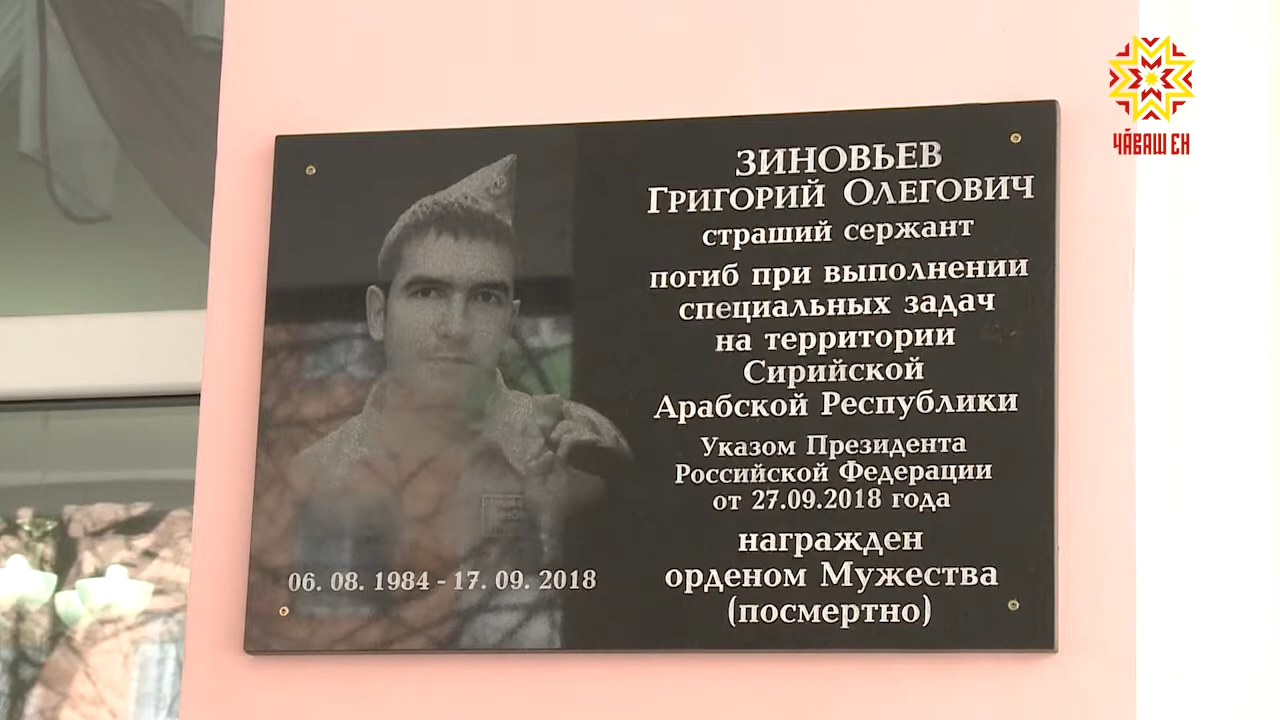 ЧӐВАШ ЕН
ЗИНОВЬЕВ
ГРИГОРИЙ ОЛЕГОВИЧ
страший сержант
погиб при выполнении
специальных задач
на территории
Сирийской
Арабской Республики
Указом Президента
Российской Федерации
от 27.09.2018 года
награжден
орденом Мужества
(посмертно)
06. 08. 1984 - 17. 09. 2018